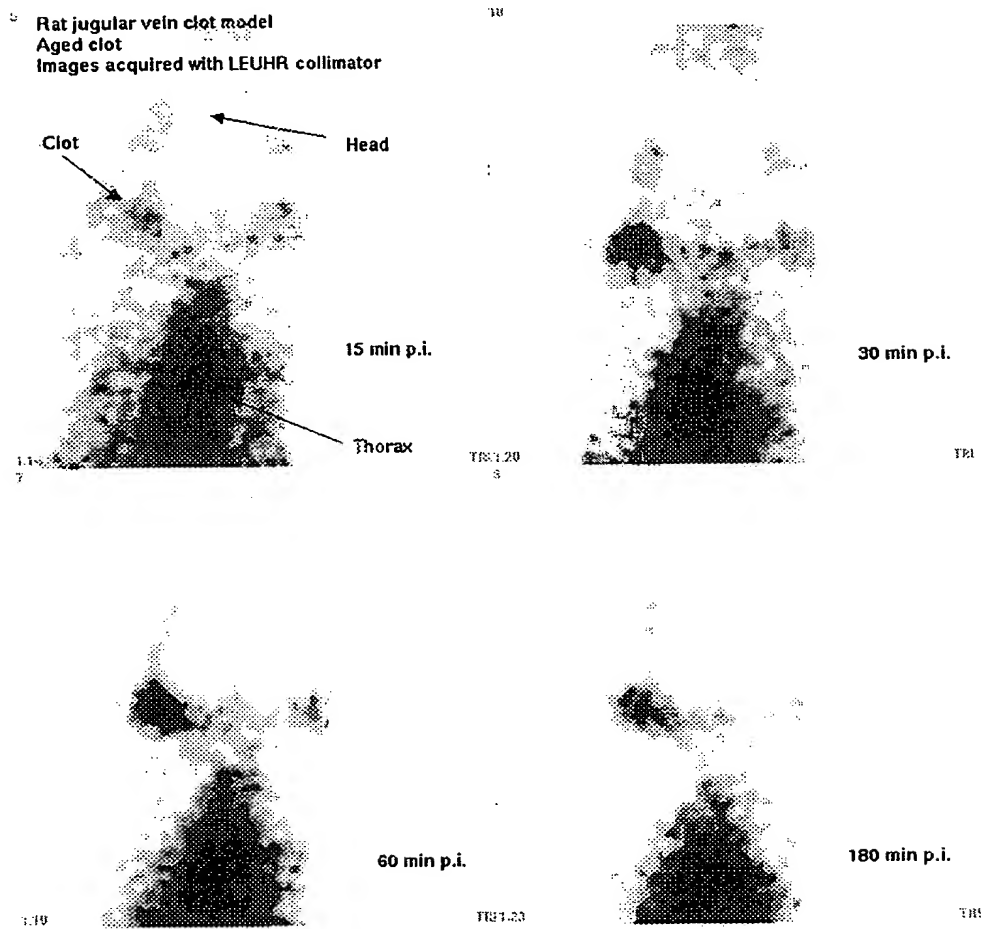 Rat jugular vein clot model
Aged clot
Images acquired with LEUHR collimator
Clot
Head
15 min p.i.
30 min p.i.
Thorax
60 min p.i.
180 min p.i.